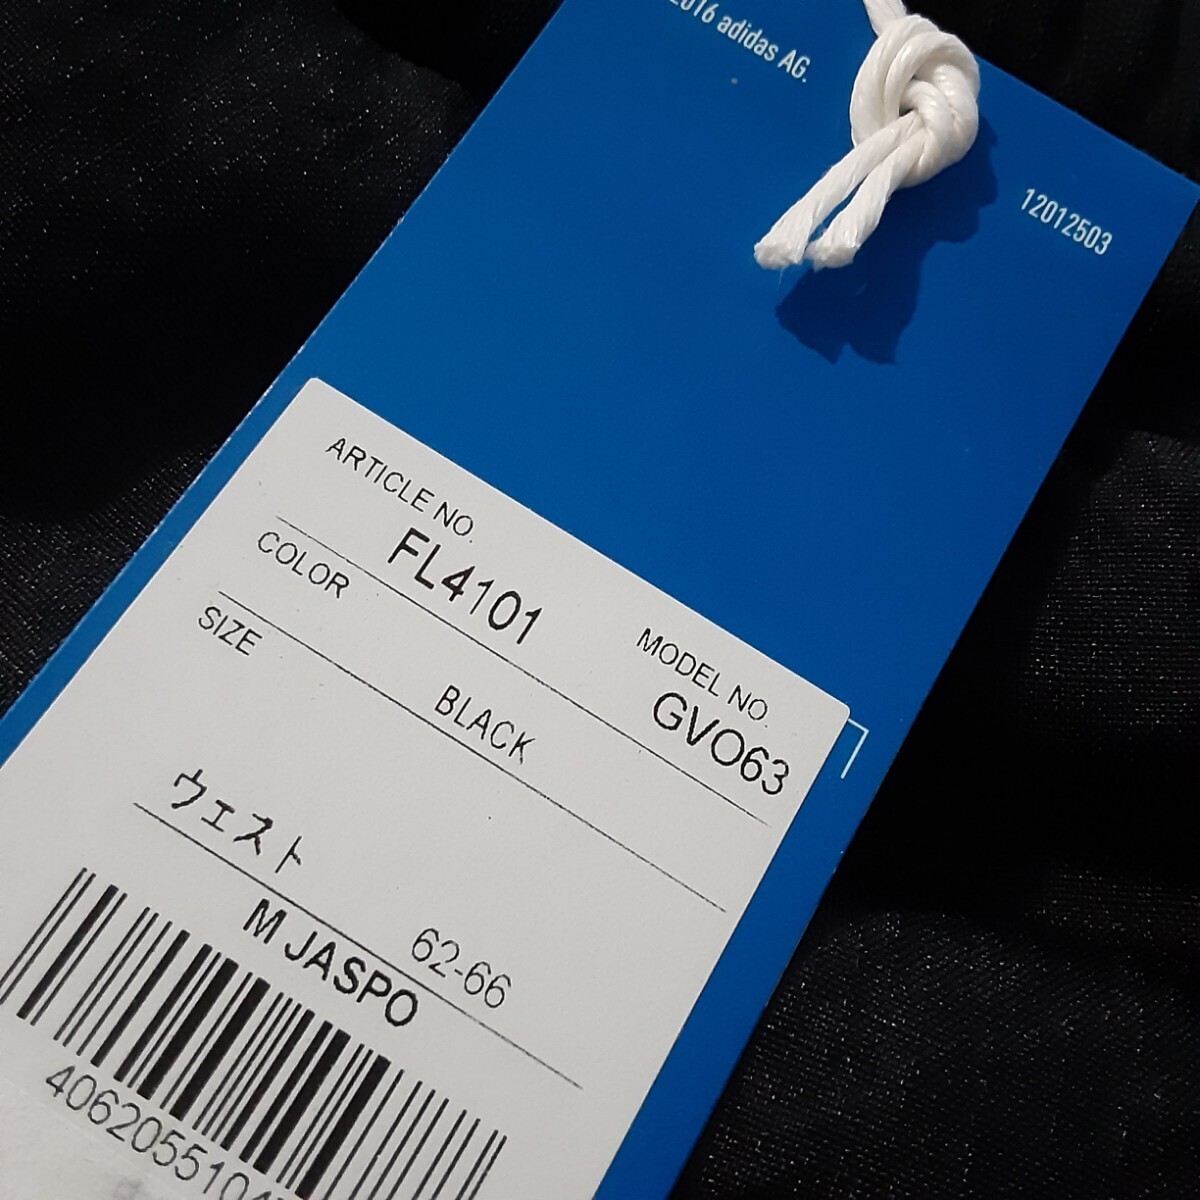 2016 adidas AG.
12012503
ARTICLE NO.
FL4101
MODEL NO.
GVO63
COLOR
BLACK
SIZE
ウエスト
62-66
M JASPO
406205510